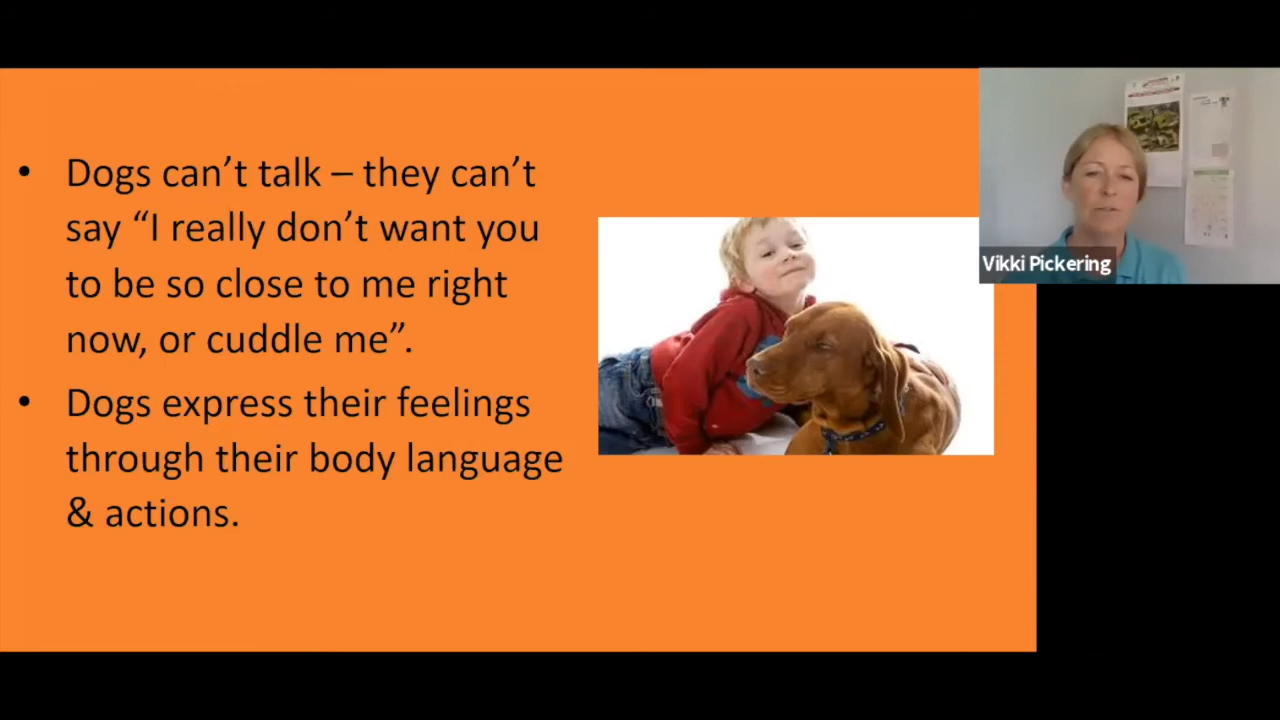 • Dogs can’t talk – they can’t
say “I really don’t want you
to be so close to me right
now, or cuddle me”.
• Dogs express their feelings
through their body language
& actions.
Vikki Pickering